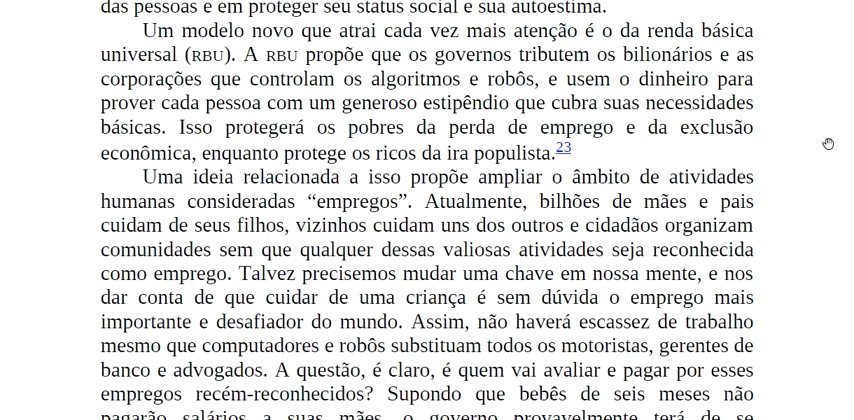 das pessoas e em proteger seu status social e sua autoestima.
Um modelo novo que atrai cada vez mais atenção é o da renda básica
universal (RBU). A RBU propõe que os governos tributem os bilionários e as
corporações que controlam os algoritmos e robôs, e usem o dinheiro para
prover cada pessoa com um generoso estipêndio que cubra suas necessidades
básicas. Isso protegerá os pobres da perda de emprego e da exclusão
econômica, enquanto protege os ricos da ira populista.23
Uma ideia relacionada a isso propõe ampliar o âmbito de atividades
humanas consideradas “empregos”. Atualmente, bilhões de mães e pais
cuidam de seus filhos, vizinhos cuidam uns dos outros e cidadãos organizam
comunidades sem que qualquer dessas valiosas atividades seja reconhecida
como emprego. Talvez precisemos mudar uma chave em nossa mente, e nos
dar conta de que cuidar de uma criança é sem dúvida o emprego mais
importante e desafiador do mundo. Assim, não haverá escassez de trabalho
mesmo que computadores e robôs substituam todos os motoristas, gerentes de
banco e advogados. A questão, é claro, é quem vai avaliar e pagar por esses
empregos recém-reconhecidos? Supondo que bebês de seis meses não
pagarão salários a suas mães, o governo provavelmente terá de se